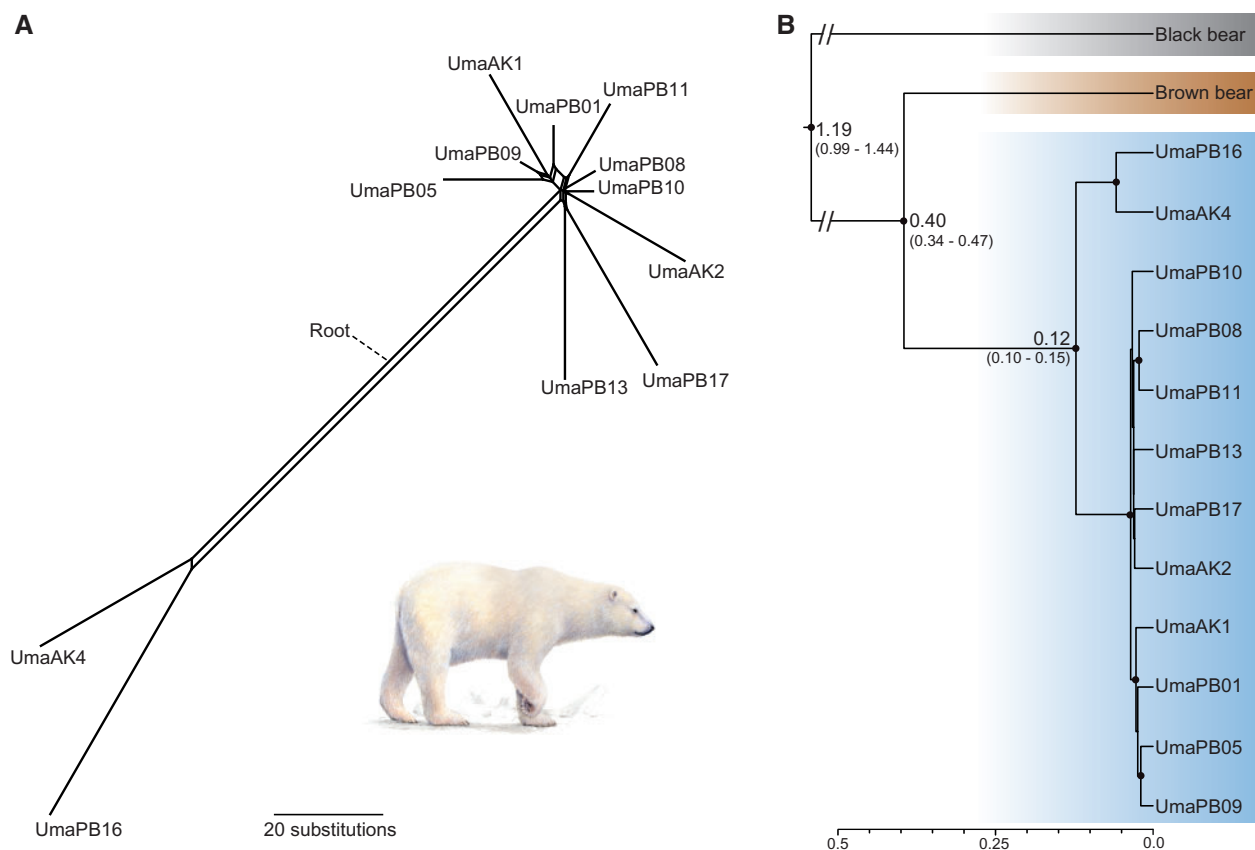 A
UmaAK1
UmaPB11
UmaPB01
UmaPB09
UmaPB08
UmaPB05
UmaPB10
UmaAK2
Root
UmaPB13
UmaPB17
UmaAK4
UmaPB16
20 substitutions
B
Black bear
Brown bear
1.19
(0.99 - 1.44)
UmaPB16
UmaAK4
0.40
(0.34 - 0.47)
UmaPB10
UmaPB08
0.12
(0.10 - 0.15)
UmaPB11
UmaPB13
UmaPB17
UmaAK2
UmaAK1
UmaPB01
UmaPB05
UmaPB09
0.5 0.25 0.0